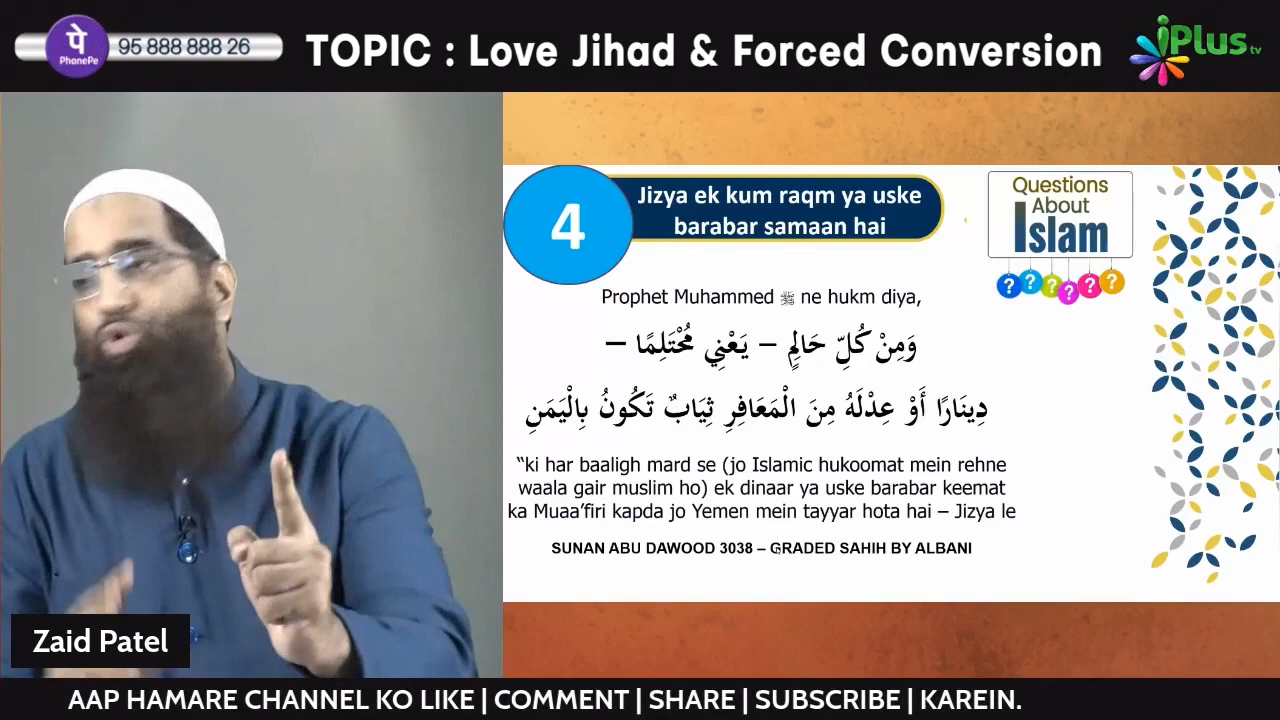 पे
PhonePe
95 888 888 26
TOPIC : Love Jihad & Forced Conversion
iPlus tv
4
Jizya ek kum raqm ya uske
barabar samaan hai
Questions
About
Islam
? ? ? ? ? ?
Prophet Muhammed ﷺ ne hukm diya,
وَمِنْ كُلِّ حَالِمٍ – يَعْنِي مُحْتَلِمًا –
دِينَارًا أَوْ عِدْلَهُ مِنَ الْمَعَافِرِ ثِيَابٌ تَكُونُ بِالْيَمَنِ
“ki har baaligh mard se (jo Islamic hukoomat mein rehne
waala gair muslim ho) ek dinaar ya uske barabar keemat
ka Muaa’firi kapda jo Yemen mein tayyar hota hai – Jizya le
SUNAN ABU DAWOOD 3038 – GRADED SAHIH BY ALBANI
Zaid Patel
AAP HAMARE CHANNEL KO LIKE | COMMENT | SHARE | SUBSCRIBE | KAREIN.